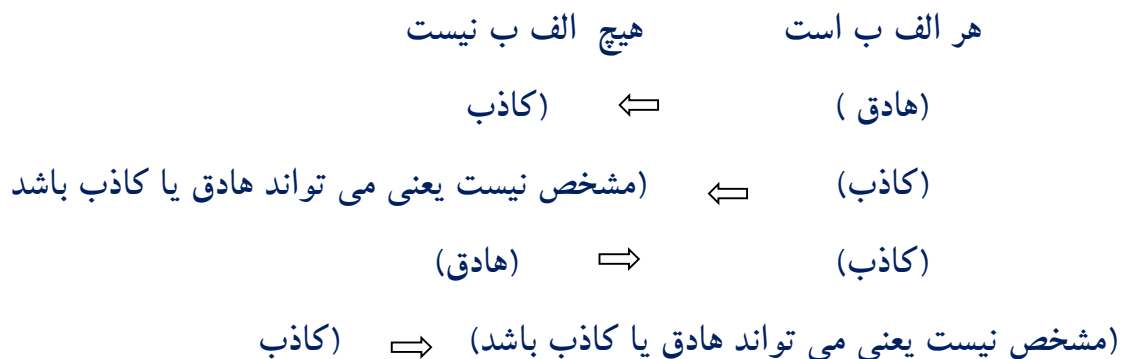 هر الف ب است هیچ الف ب نیست
(هادق ) ⇐ (کاذب
(کاذب) ⇐ (مشخص نیست یعنی می تواند هادق یا کاذب باشد
(کاذب) ⇒ (هادق)
(مشخص نیست یعنی می تواند هادق یا کاذب باشد) ⇒ (کاذب